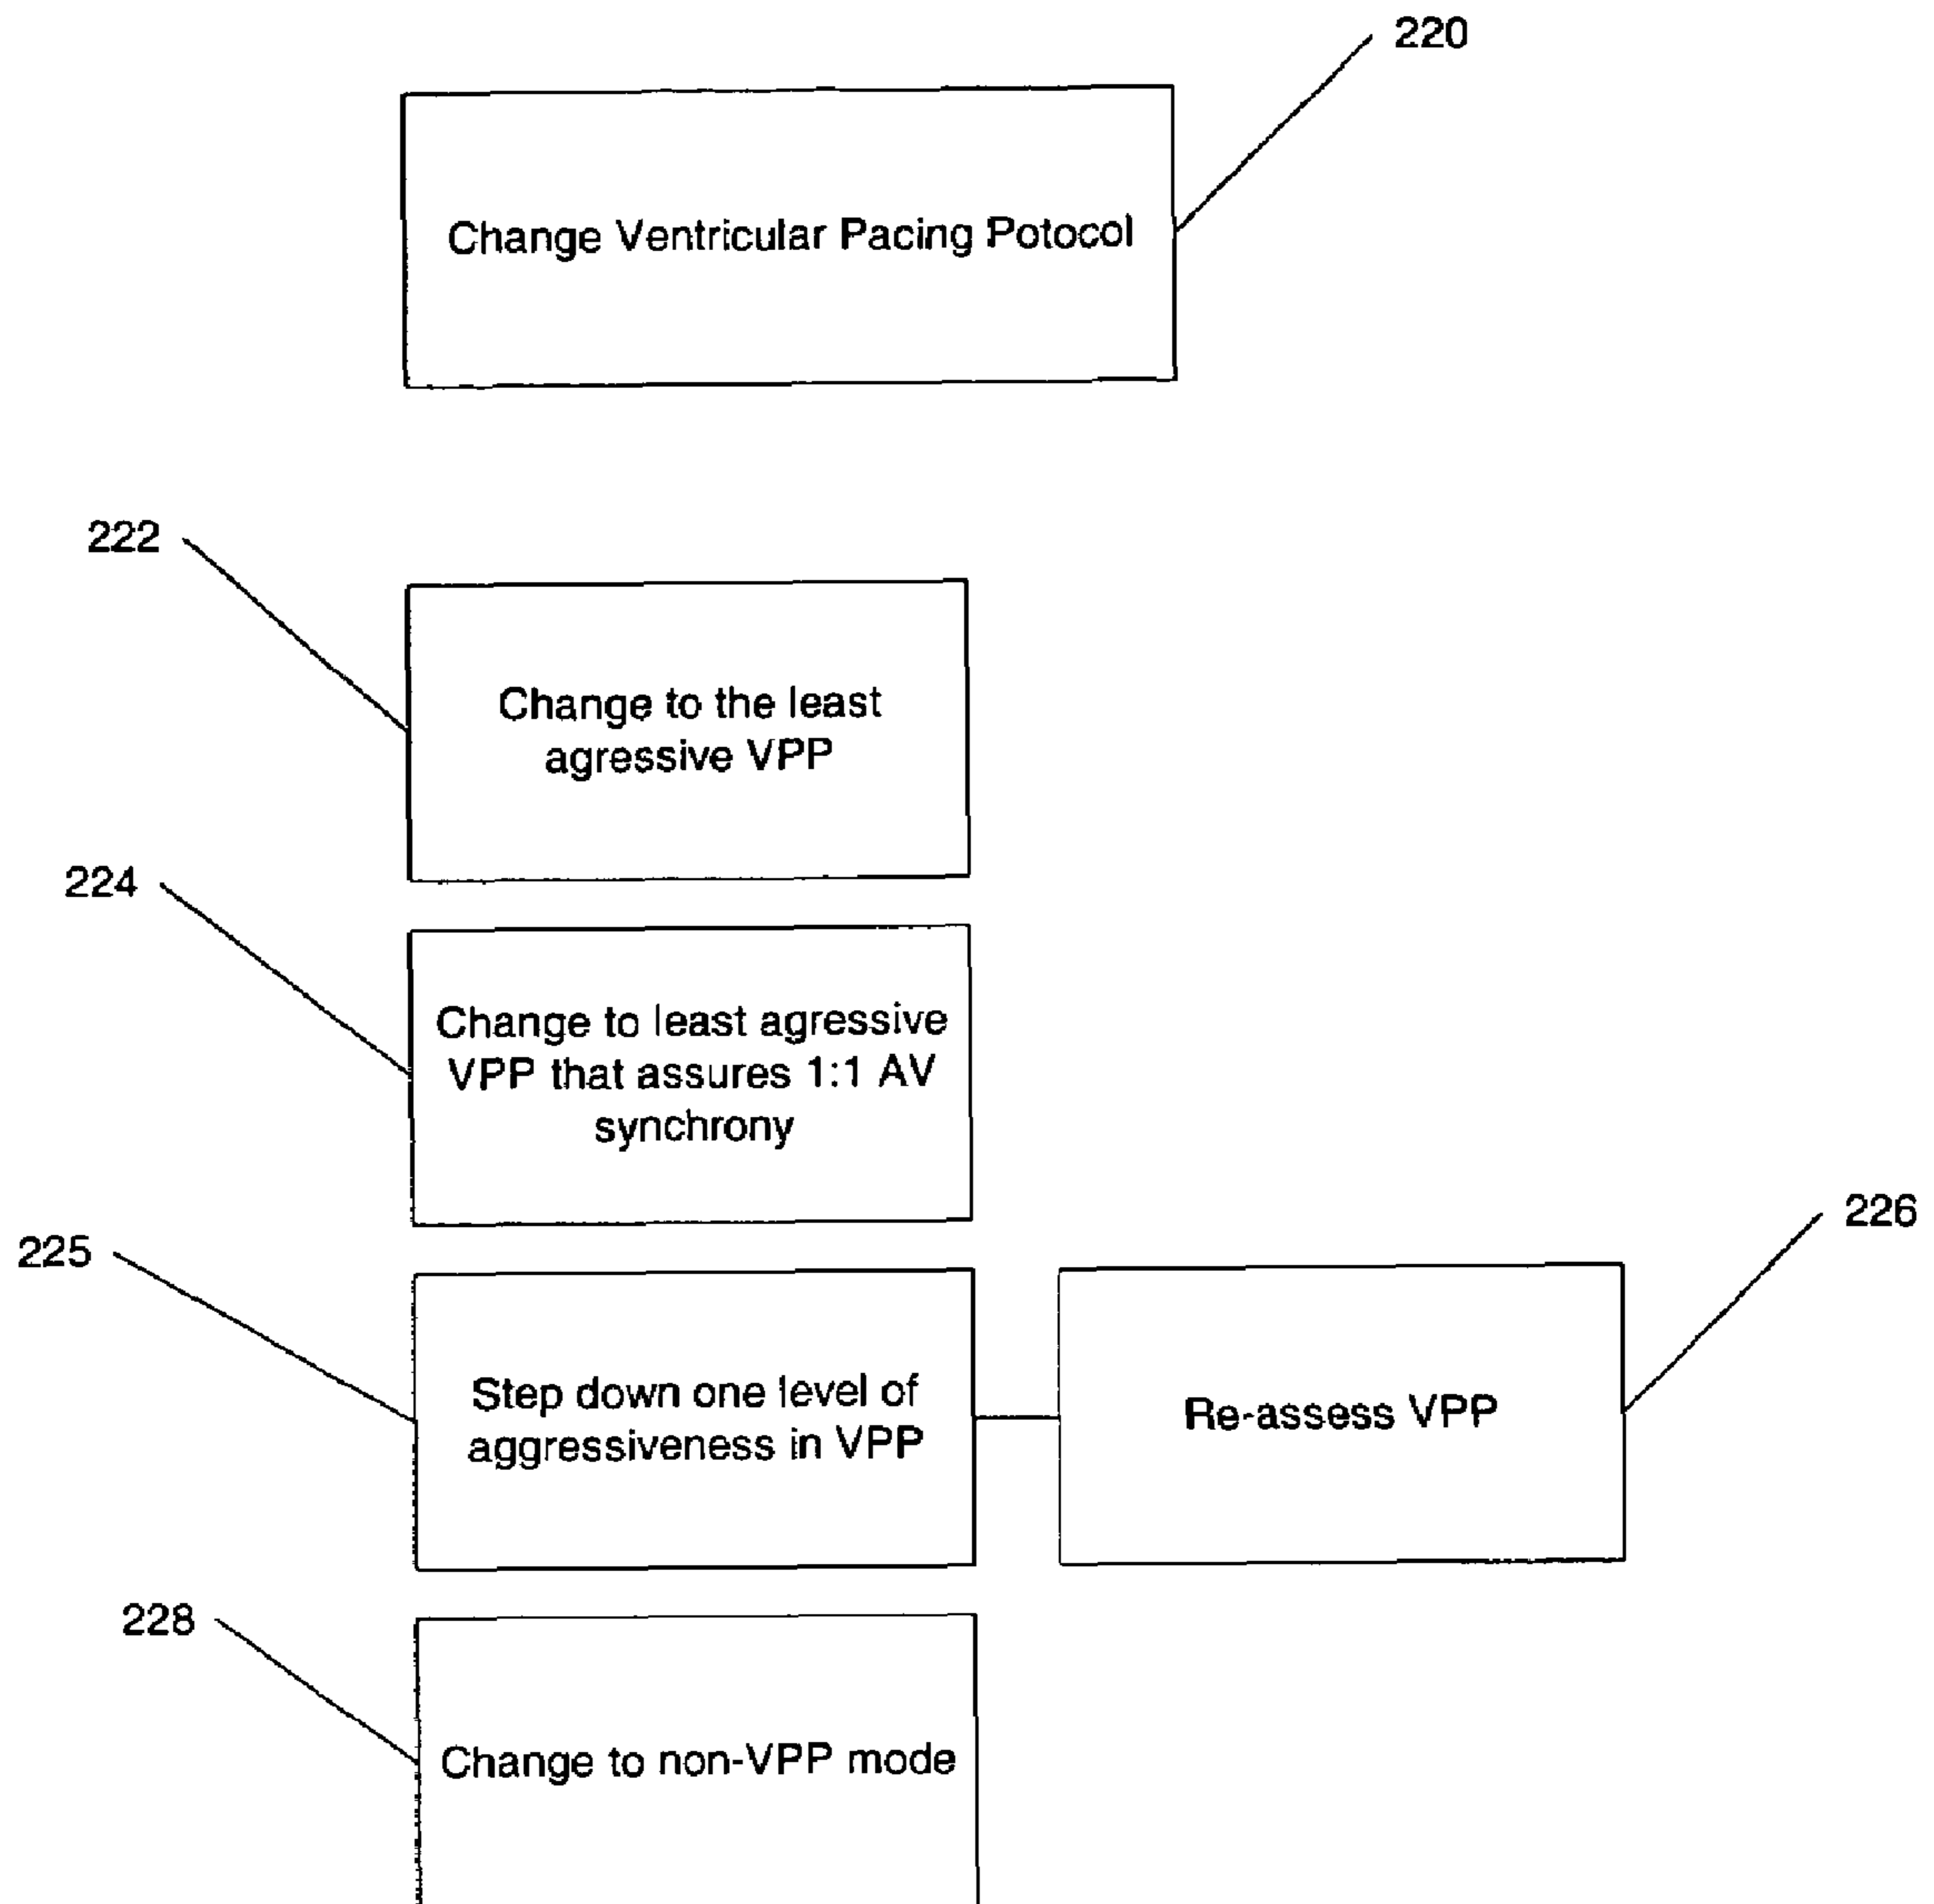 220
Change Ventricular Pacing Potocol
222
Change to the least
agressive VPP
224
Change to least agressive
VPP that assures 1:1 AV
synchrony
225
Step down one level of
aggressiveness in VPP
226
Re-assess VPP
228
Change to non-VPP mode